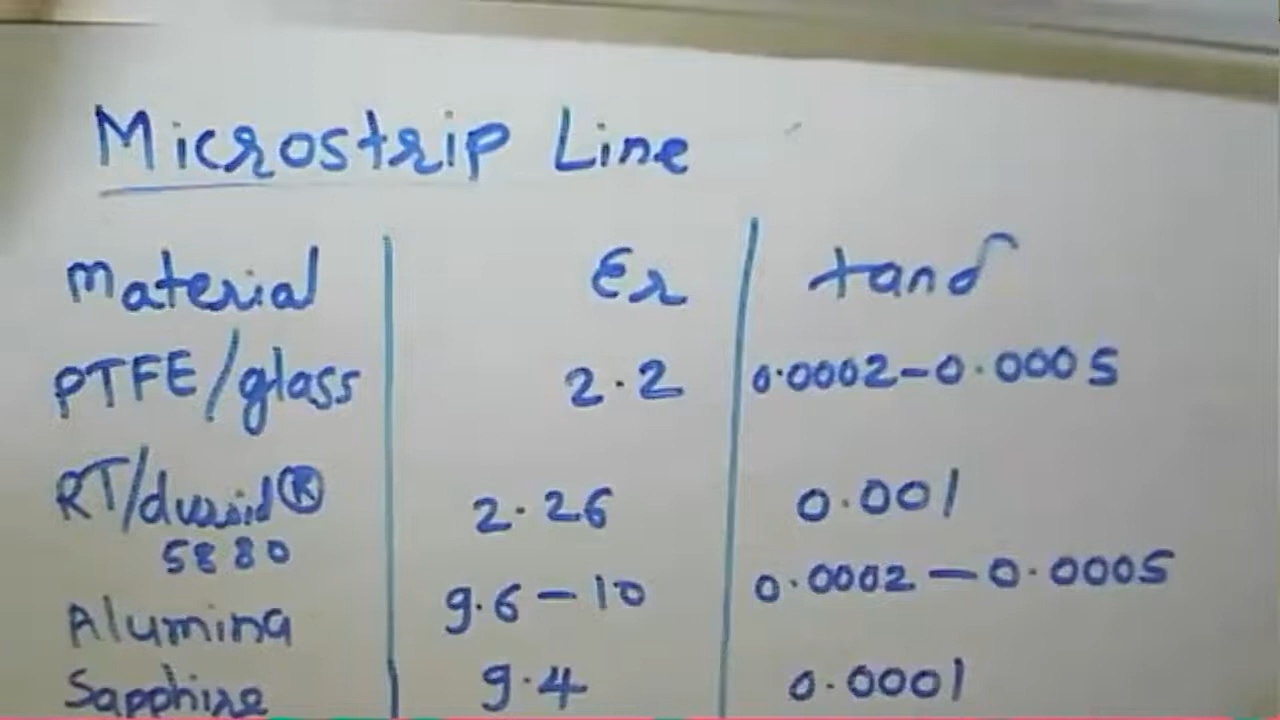 Microstrip Line
Material εr tanδ
PTFE/glass 2.2 0.0002-0.0005
RT/duroid® 2.26 0.001
5880
Alumina 9.6-10 0.0002-0.0005
Sapphire 9.4 0.0001